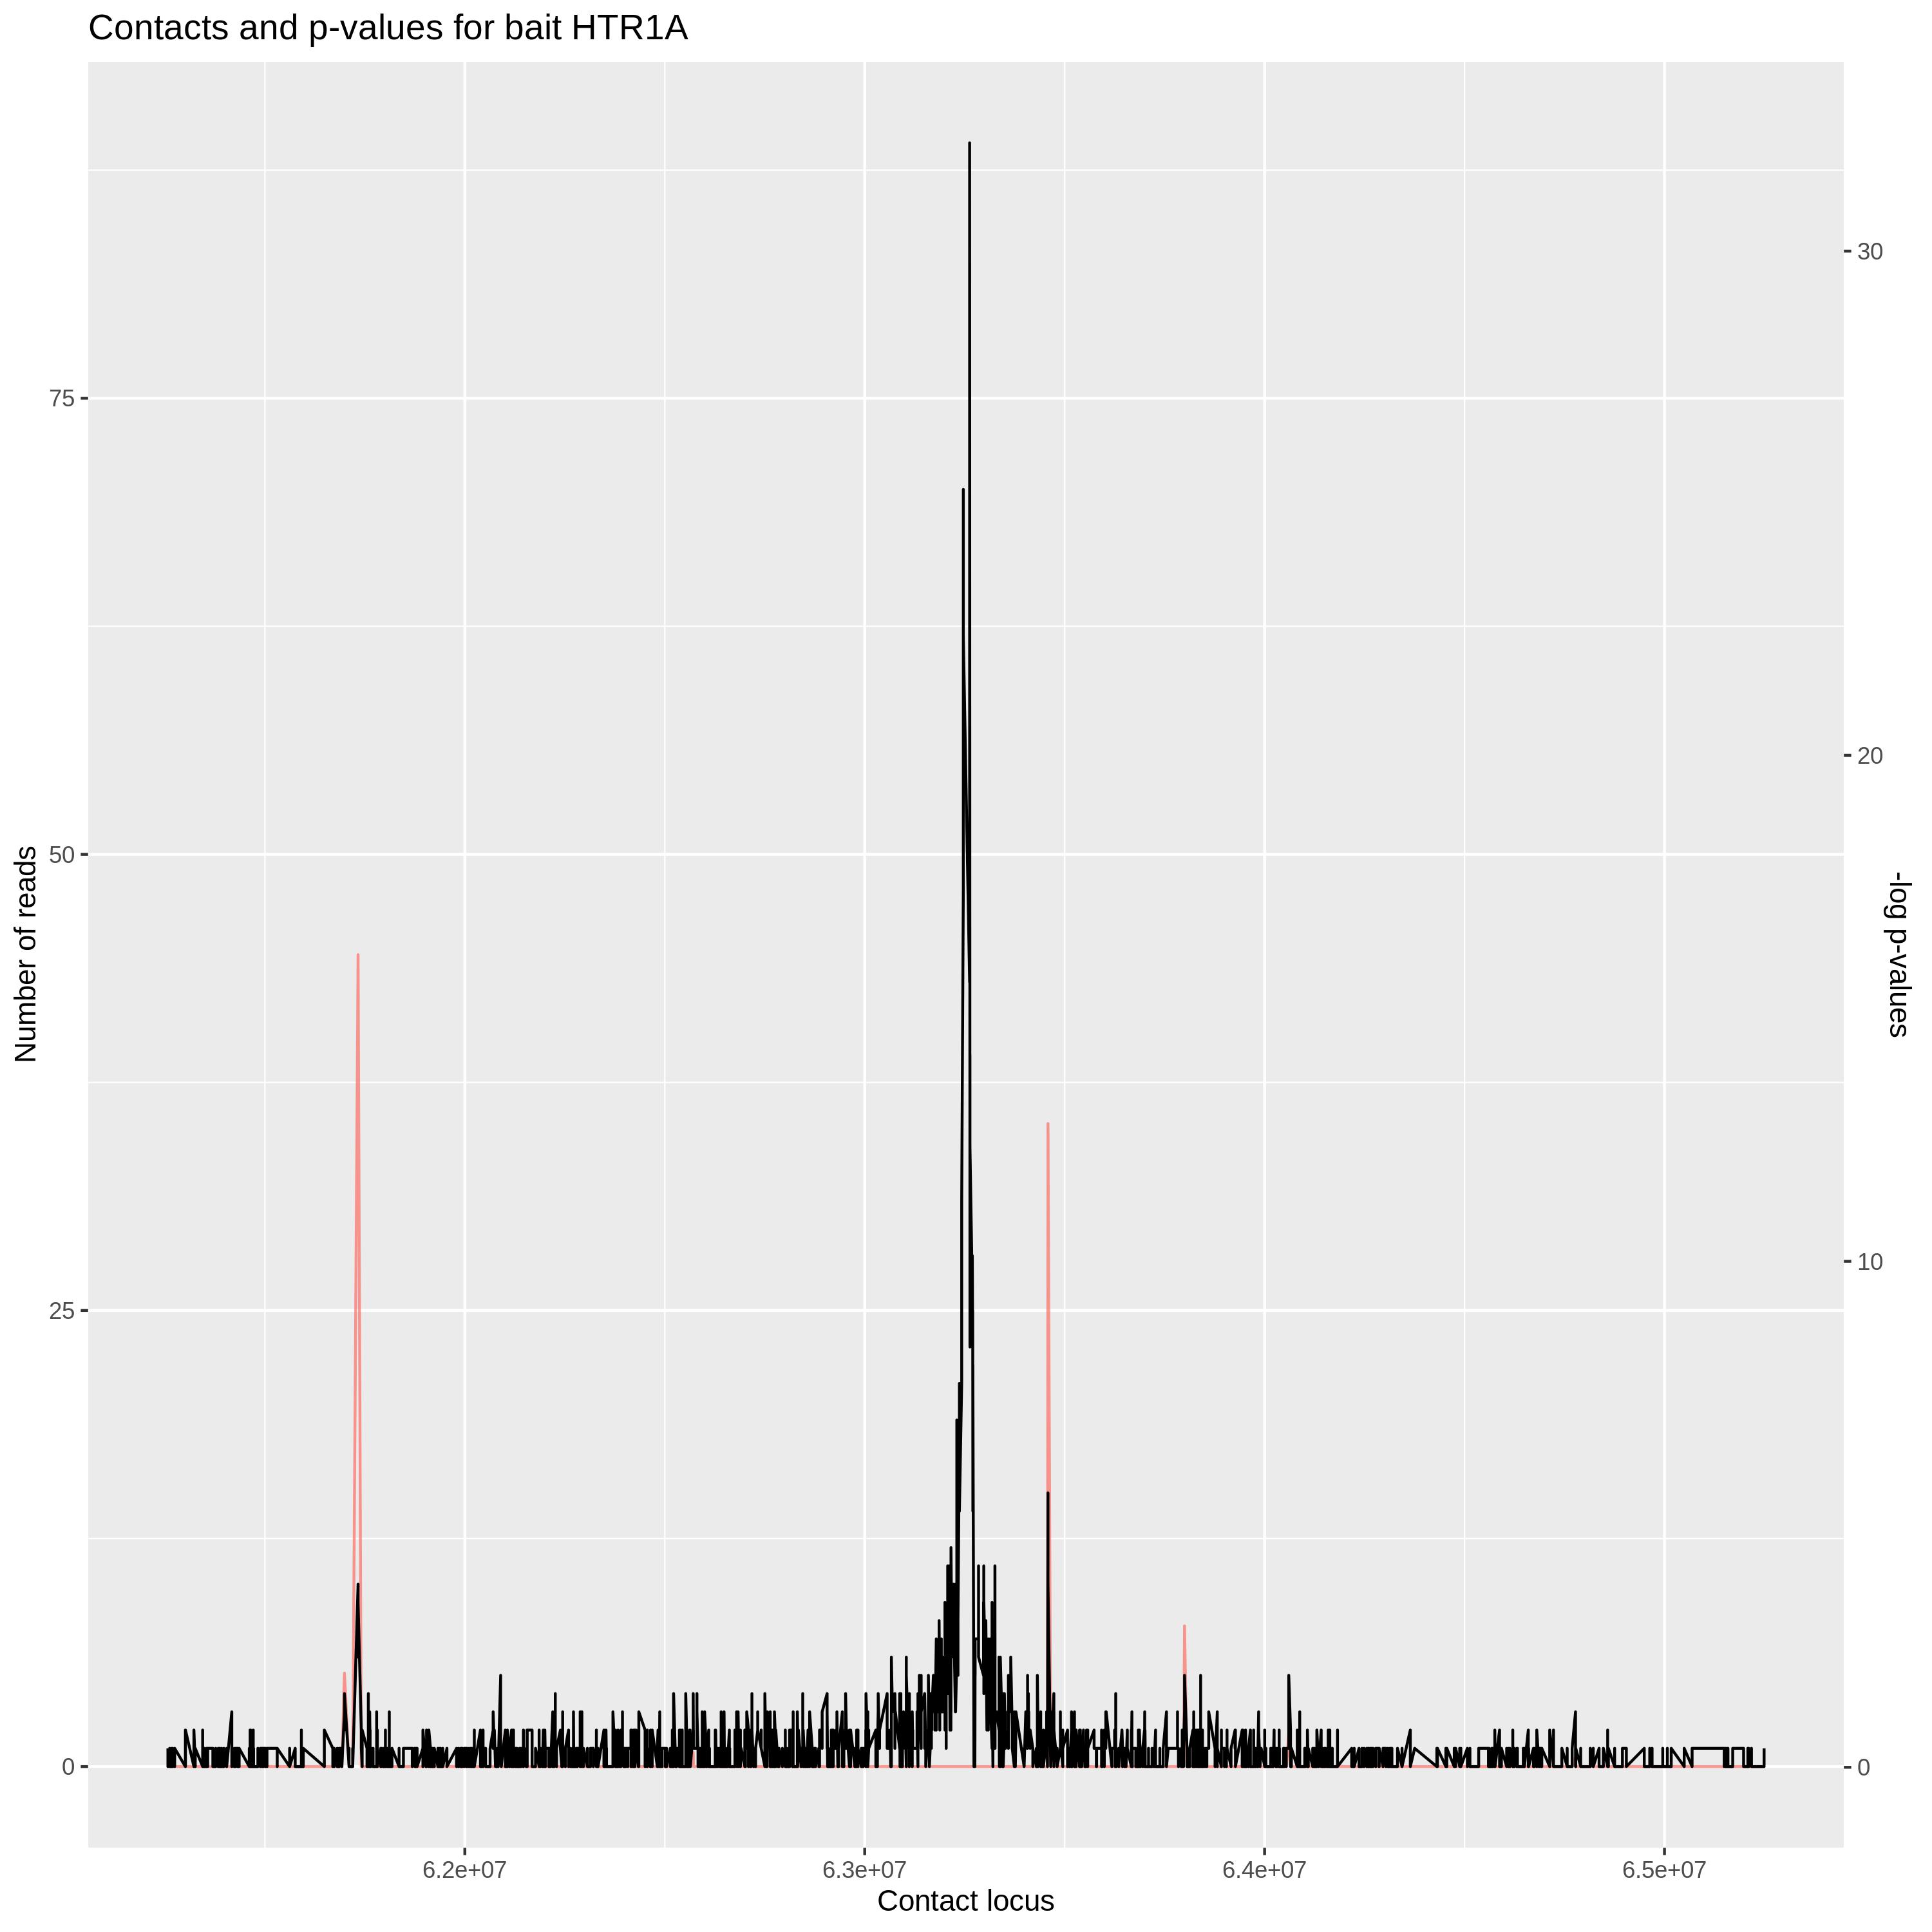 Contacts and p-values for bait HTR1A
Number of reads
75
50
25
0
30
20
10
0
-log p-values
6.2e+07 6.3e+07 6.4e+07 6.5e+07
Contact locus